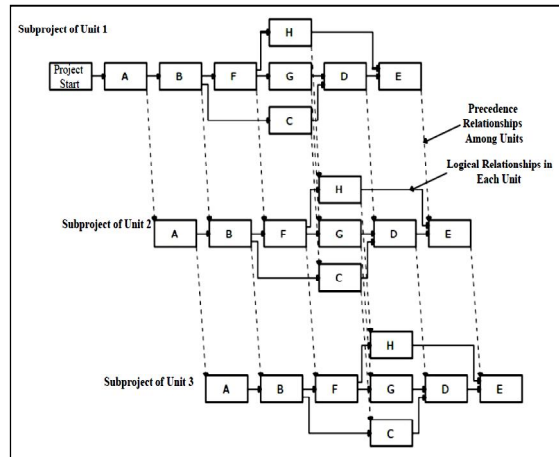 Subproject of Unit 1
H
Project
Start
A
B
F
G
D
E
C
Precedence
Relationships
Among Units
Logical Relationships in
Each Unit
H
Subproject of Unit 2
A
B
F
G
D
E
C
H
Subproject of Unit 3
A
B
F
G
D
E
C